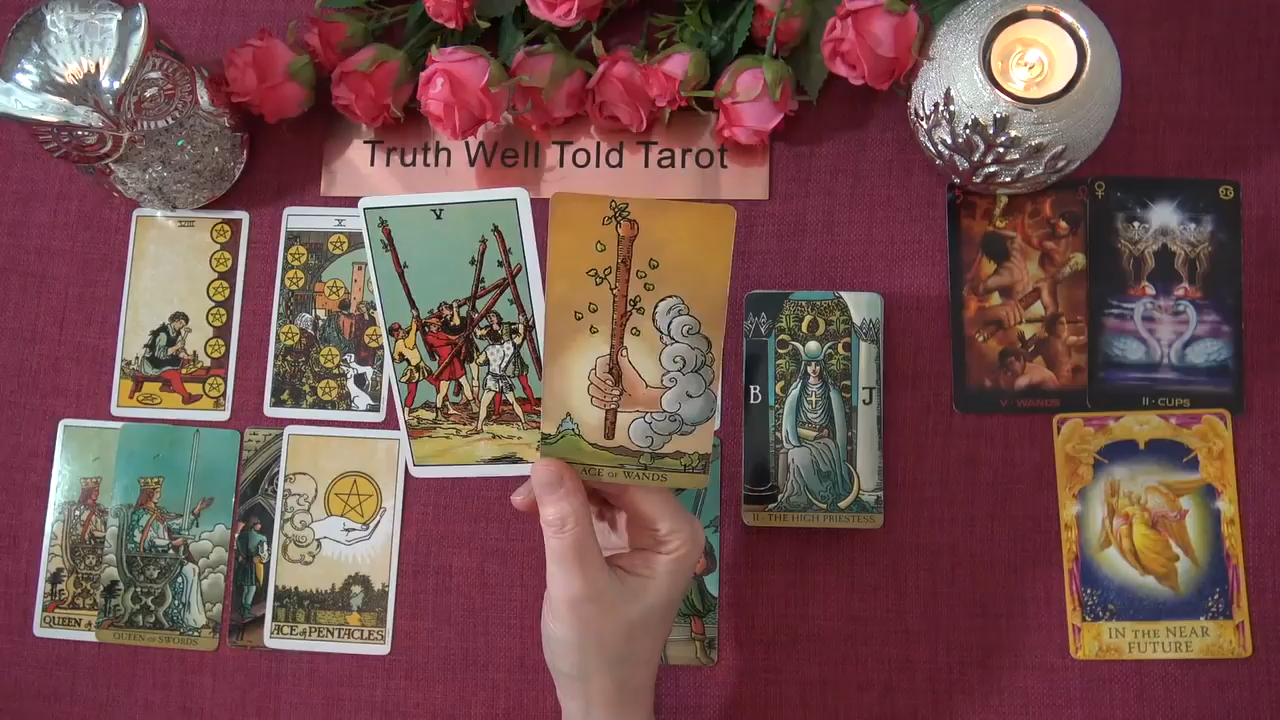 Truth Well Told Tarot
VIII
X
V
ACE OF WANDS
B
J
II - THE HIGH PRIESTESS
V - WANDS
II - CUPS
QUEEN
QUEEN OF SWORDS
ACE of PENTACLES
IN THE NEAR
FUTURE